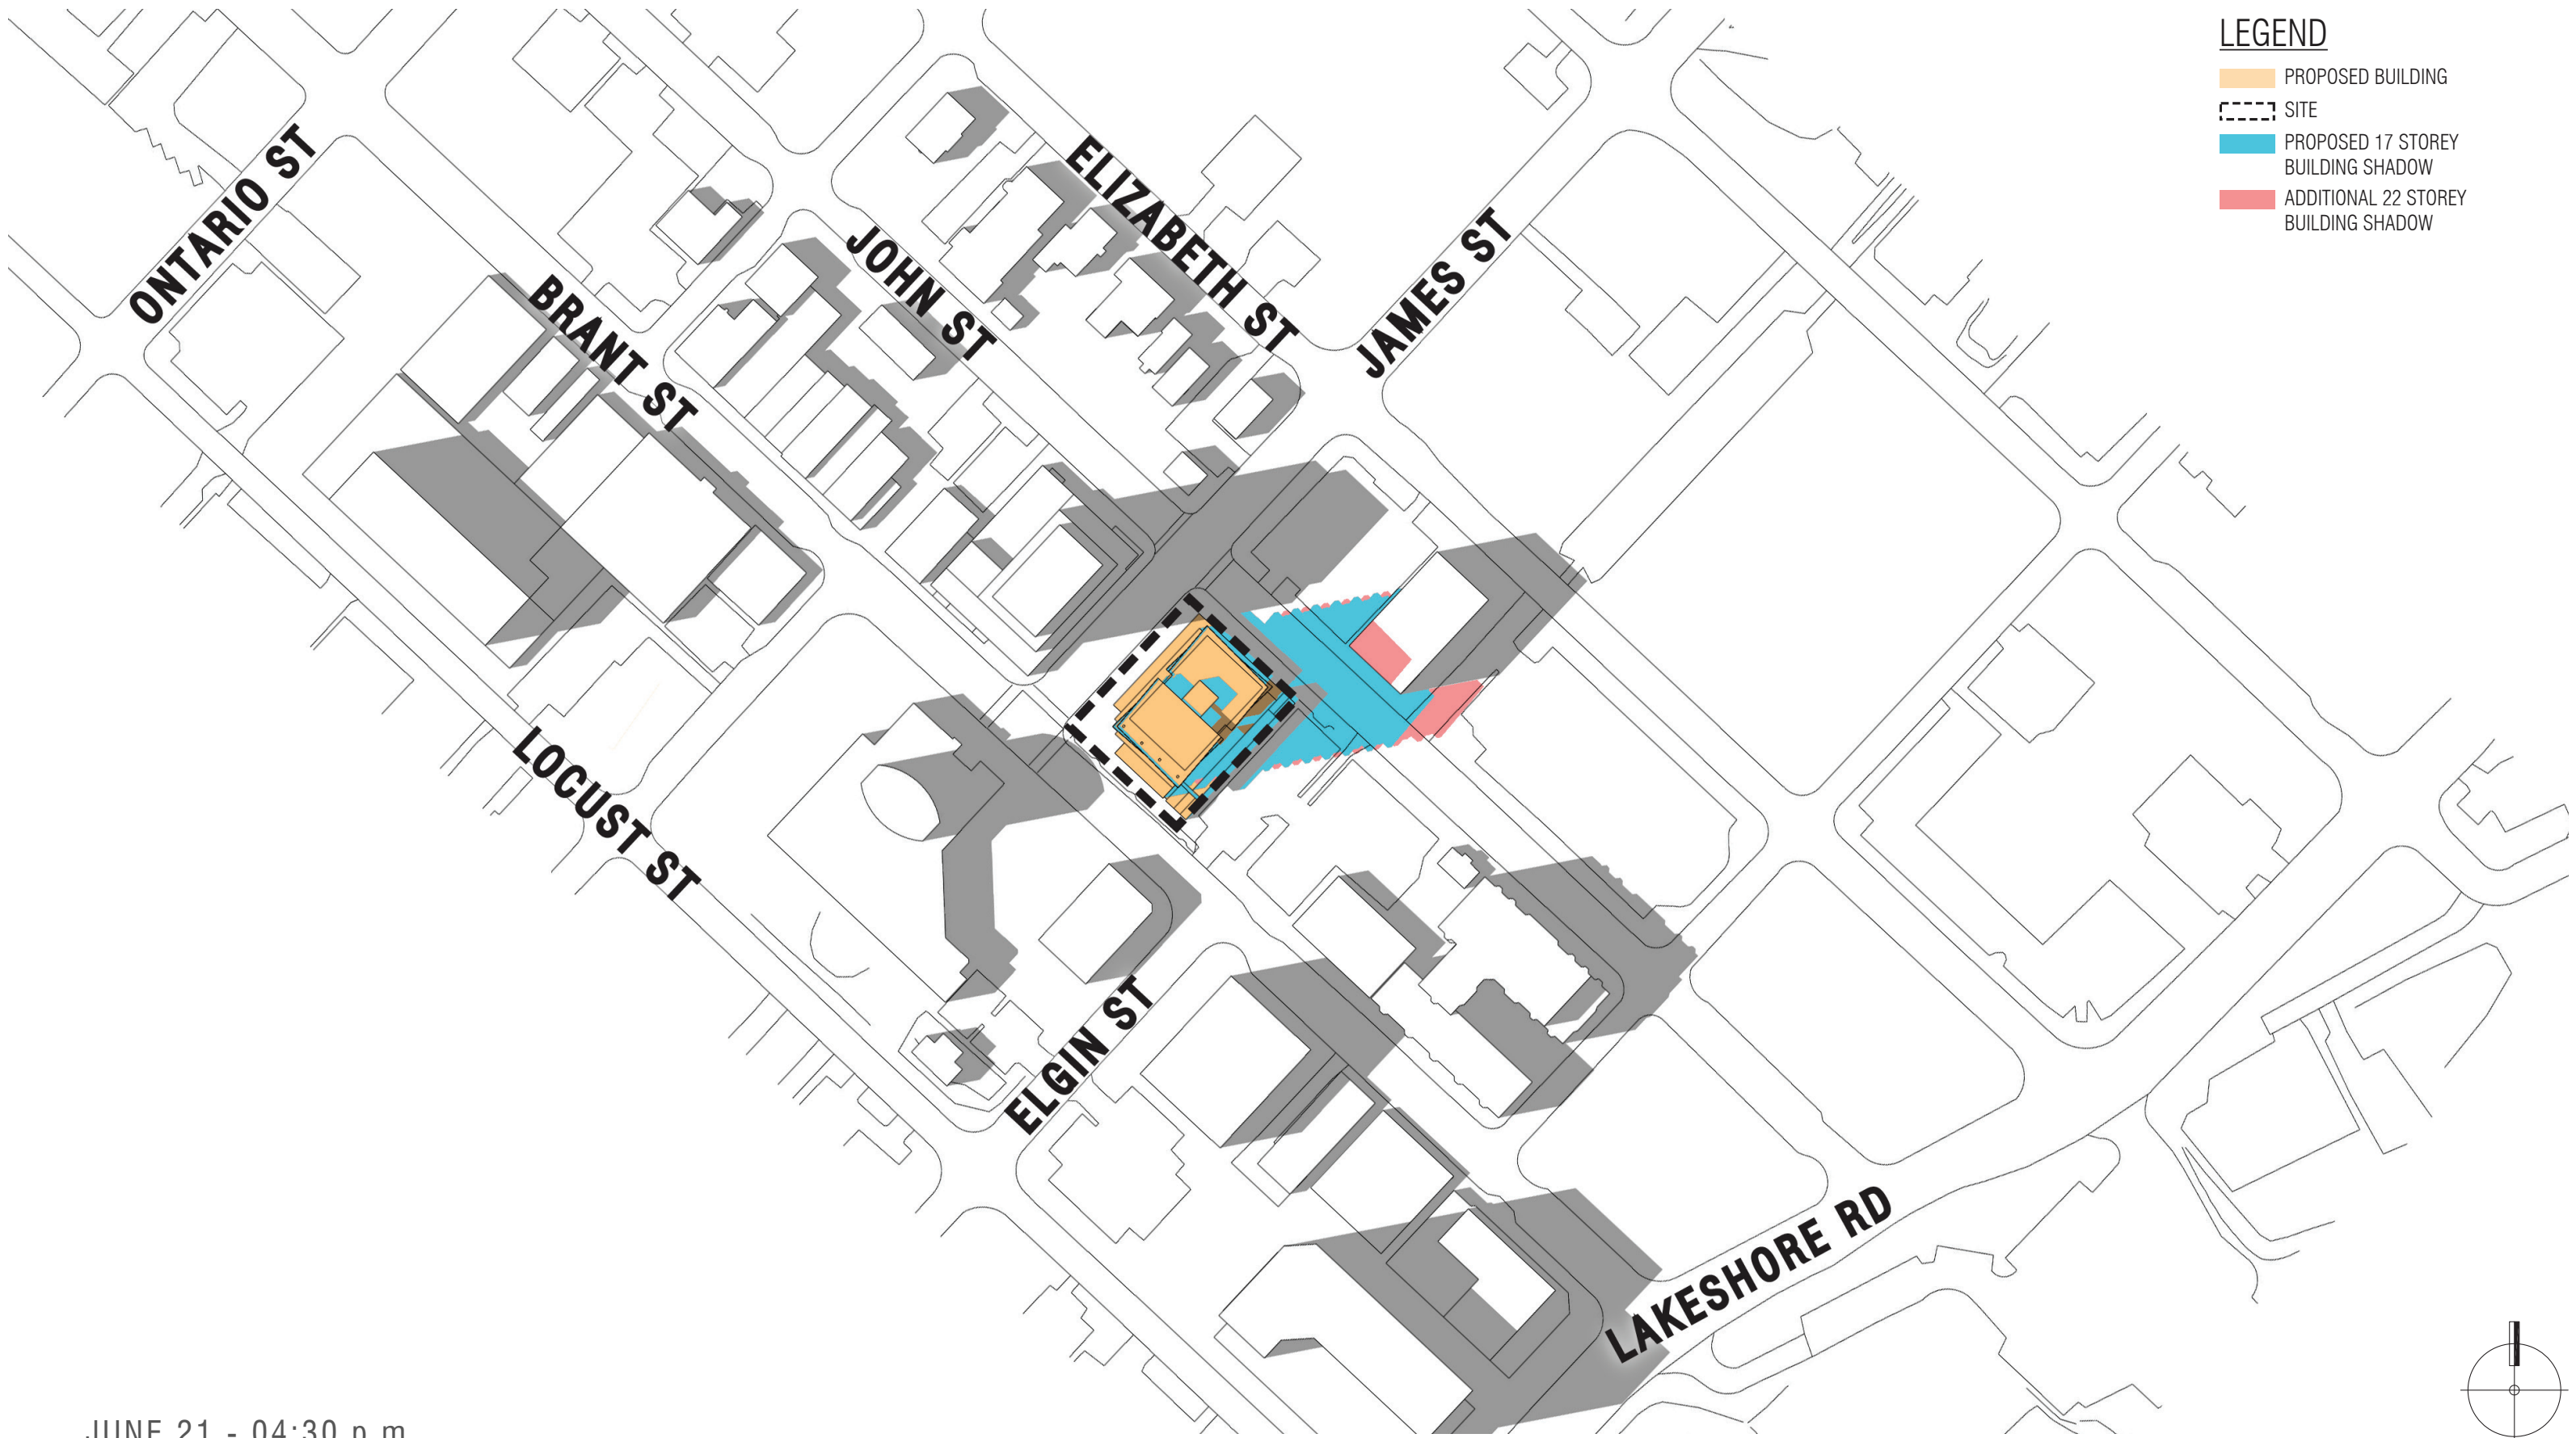 LEGEND
PROPOSED BUILDING
SITE
PROPOSED 17 STOREY
BUILDING SHADOW
ADDITIONAL 22 STOREY
BUILDING SHADOW
ONTARIO ST
BRANT ST
JOHN ST
ELIZABETH ST
JAMES ST
LOCUST ST
ELGIN ST
LAKESHORE RD
JUNE 21 - 04:30 p.m